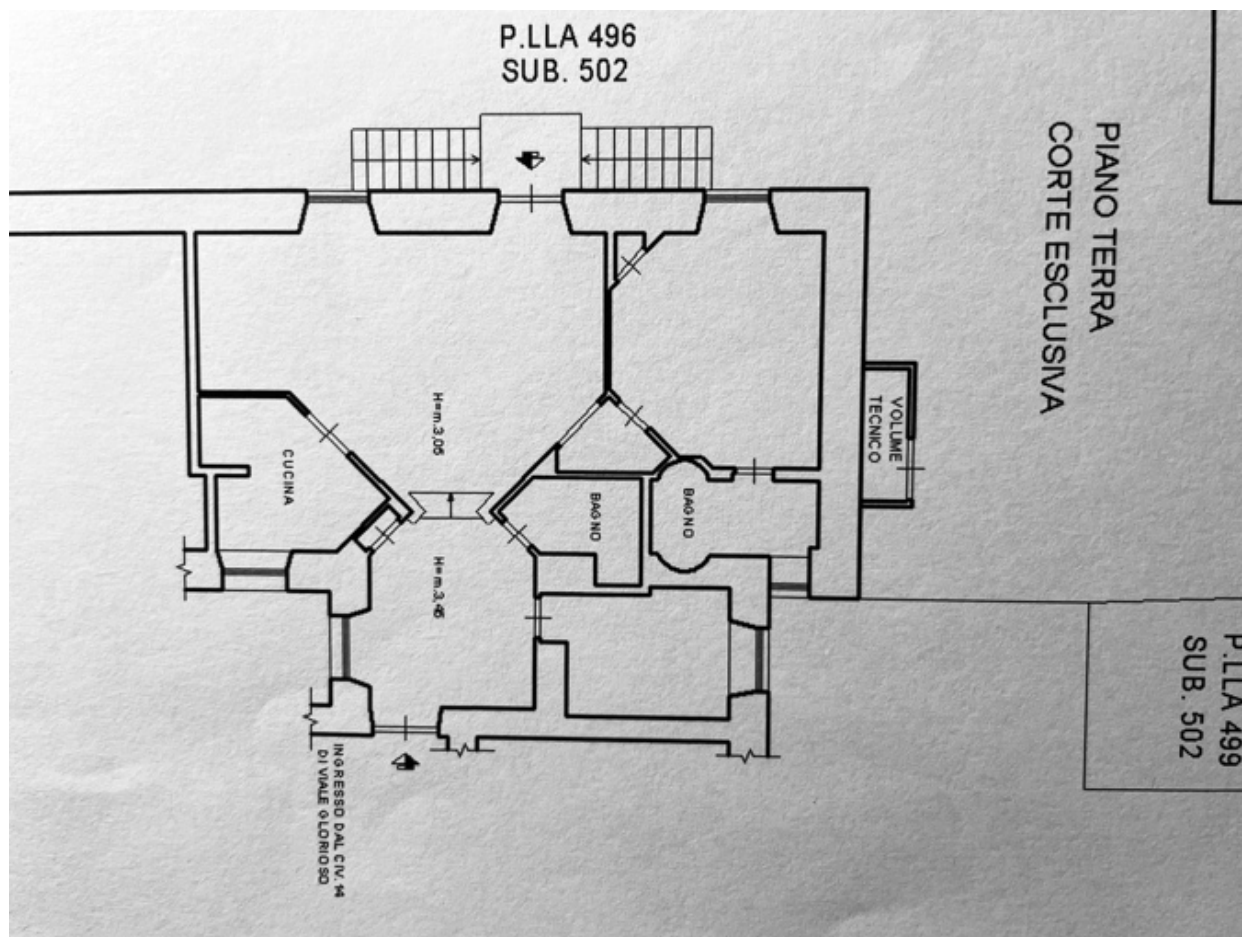 P.LLA 496
SUB. 502
PIANO TERRA
CORTE ESCLUSIVA
VOLUME
TECNICO
H=m.3,06
CUCINA
BAGNO
BAGNO
H=m.3,45
P.LLA 499
SUB. 502
INGRESSO DAL CIV. 14
DI VIALE GLORIOSO